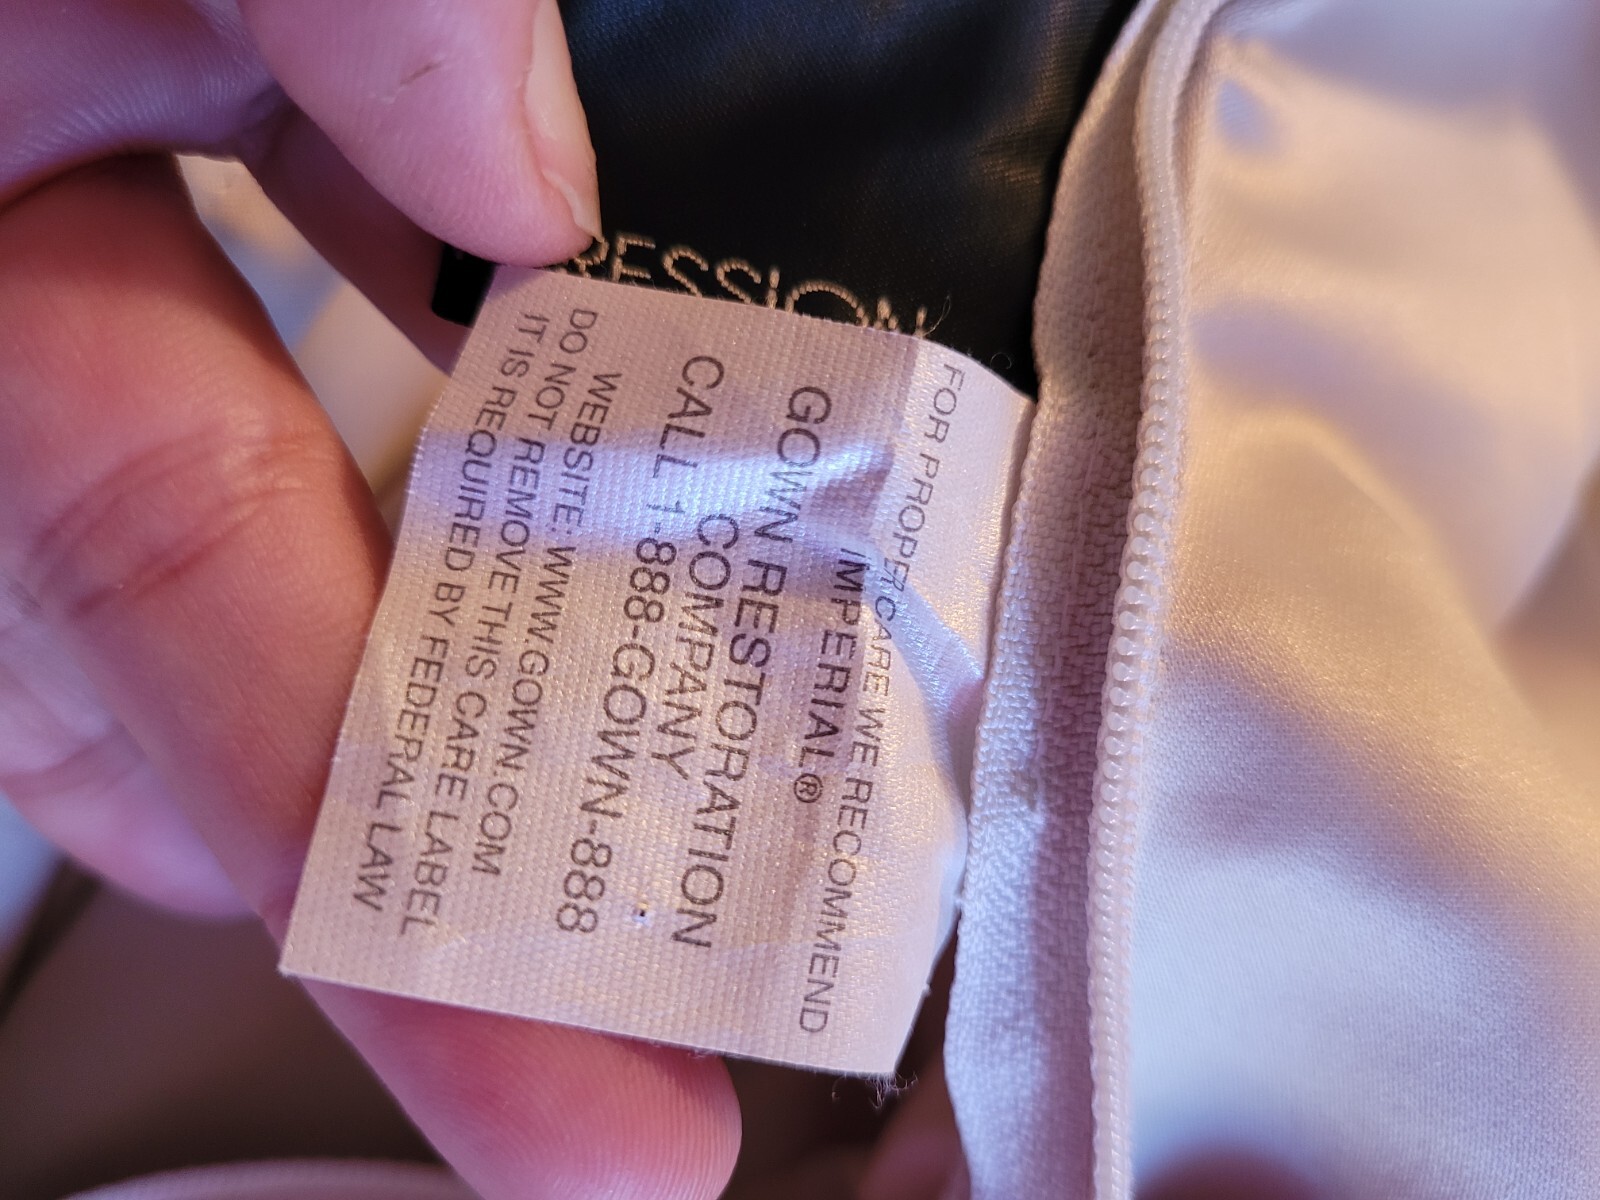 RESSION
FOR PROPER CARE WE RECOMMEND
IMPERIAL®
GOWN RESTORATION
COMPANY
CALL 1-888-GOWN-888
WEBSITE: WWW.GOWN.COM
DO NOT REMOVE THIS CARE LABEL
IT IS REQUIRED BY FEDERAL LAW